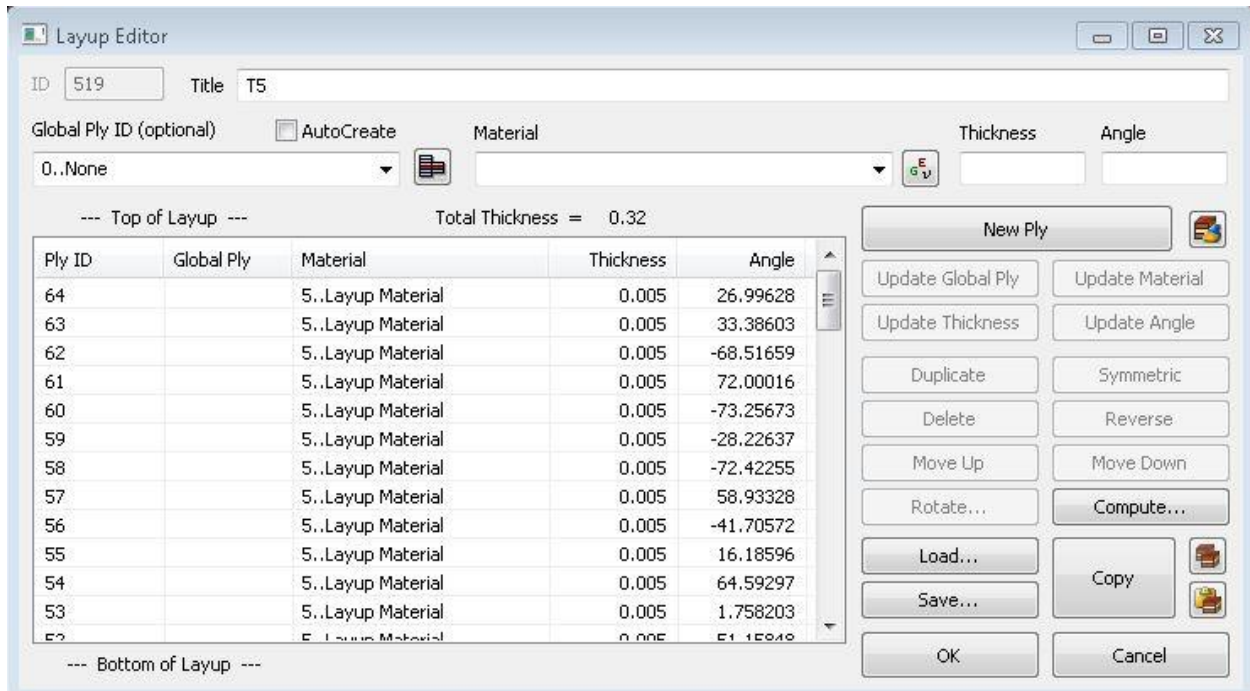 Layup Editor
ID 519 Title T5
Global Ply ID (optional) AutoCreate Material Thickness Angle
0..None G E ν
--- Top of Layup --- Total Thickness = 0.32
Ply ID Global Ply Material Thickness Angle
64 5..Layup Material 0.005 26.99628
63 5..Layup Material 0.005 33.38603
62 5..Layup Material 0.005 -68.51659
61 5..Layup Material 0.005 72.00016
60 5..Layup Material 0.005 -73.25673
59 5..Layup Material 0.005 -28.22637
58 5..Layup Material 0.005 -72.42255
57 5..Layup Material 0.005 58.93328
56 5..Layup Material 0.005 -41.70572
55 5..Layup Material 0.005 16.18596
54 5..Layup Material 0.005 64.59297
53 5..Layup Material 0.005 1.758203
52 5..Layup Material 0.005 51.15848
--- Bottom of Layup ---
New Ply
Update Global Ply Update Material
Update Thickness Update Angle
Duplicate Symmetric
Delete Reverse
Move Up Move Down
Rotate... Compute...
Load... Copy
Save...
OK Cancel